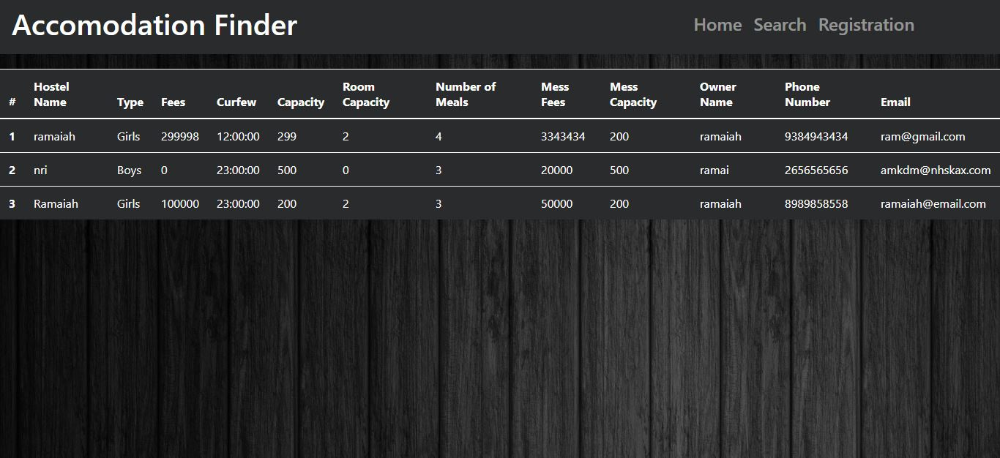 Accomodation Finder Home Search Registration
# Hostel Name Type Fees Curfew Capacity Room Capacity Number of Meals Mess Fees Mess Capacity Owner Name Phone Number Email
1 ramaiah Girls 299998 12:00:00 299 2 4 3343434 200 ramaiah 9384943434 ram@gmail.com
2 nri Boys 0 23:00:00 500 0 3 20000 500 ramai 2656565656 amkdm@nhskax.com
3 Ramaiah Girls 100000 23:00:00 200 2 3 50000 200 ramaiah 8989858558 ramaiah@email.com